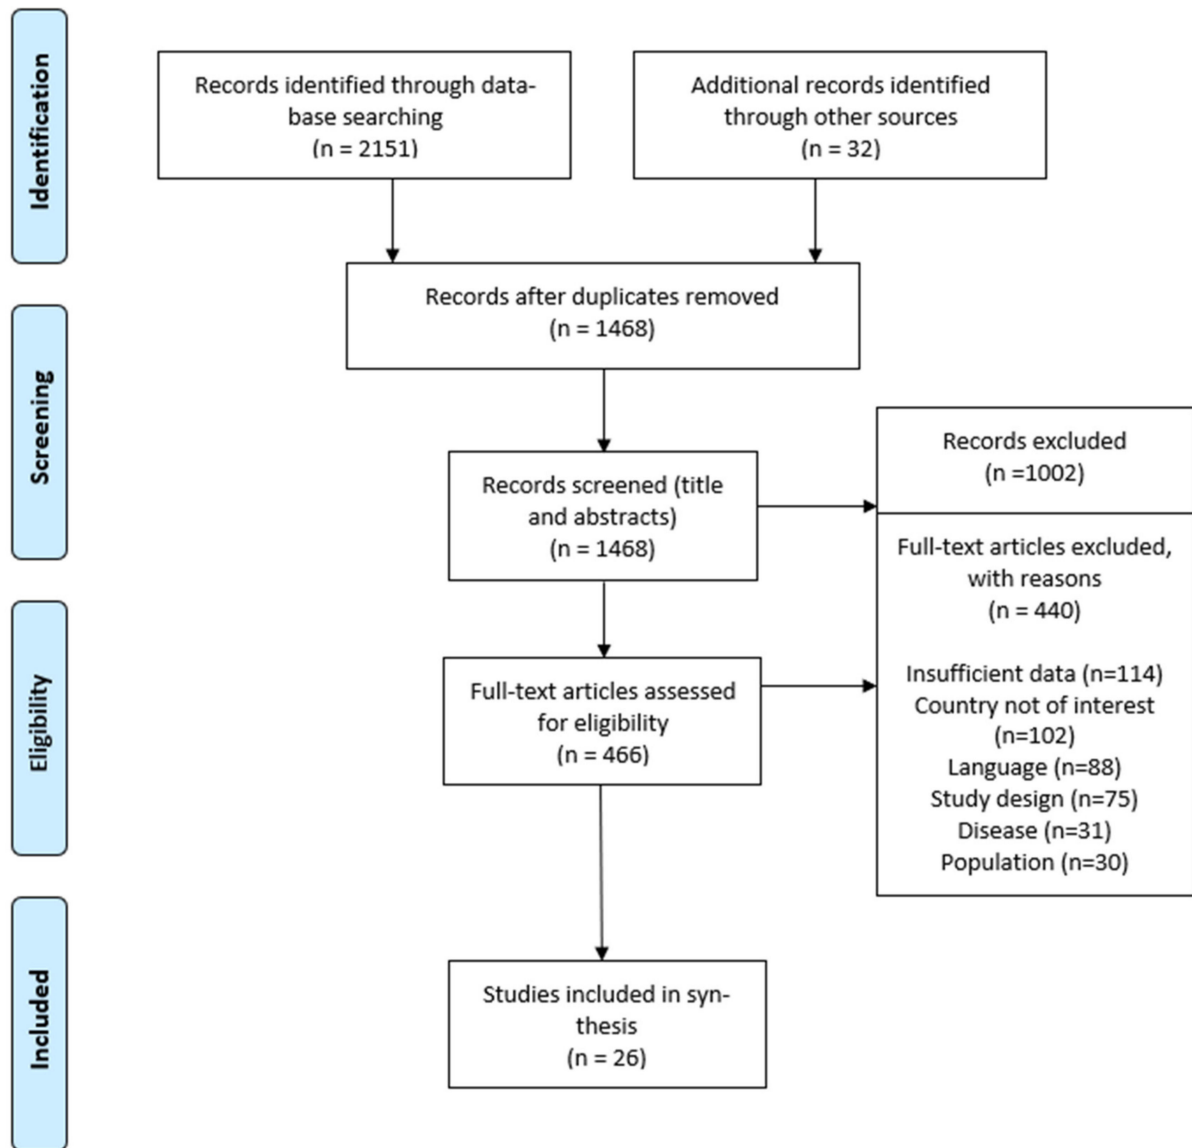 Identification
Records identified through data-
base searching
(n = 2151)
Additional records identified
through other sources
(n = 32)
Records after duplicates removed
(n = 1468)
Screening
Records screened (title
and abstracts)
(n = 1468)
Records excluded
(n =1002)
Full-text articles excluded,
with reasons
(n = 440)
Insufficient data (n=114)
Country not of interest
(n=102)
Language (n=88)
Study design (n=75)
Disease (n=31)
Population (n=30)
Eligibility
Full-text articles assessed
for eligibility
(n = 466)
Included
Studies included in syn-
thesis
(n = 26)